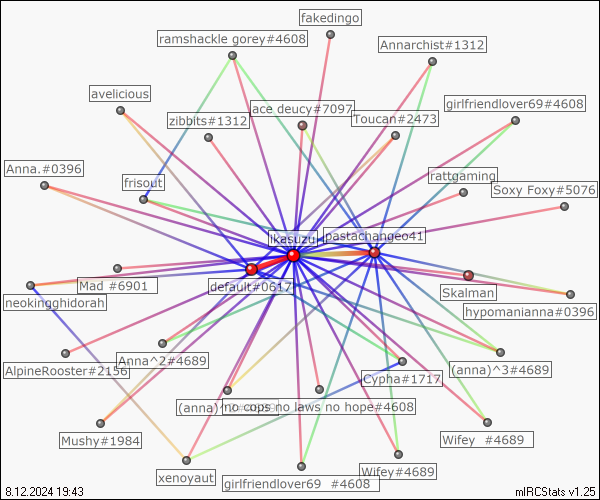 fakedingo
ramshackle gorey#4608
Annarchist#1312
avelicious
zibbits#1312
ace deucy#7097
Toucan#2473
girlfriendlover69#4608
Anna.#0396
frisout
rattgaming
Soxy Foxy#5076
ikasuzu
pastachangeo41
Mad #6901
default#0617
Skalman
neokingghidorah
hypomanianna#0396
AlpineRooster#2156
Anna^2#4689
Cypha#1717
(anna)^3#4689
no cops no laws no hope#4608
Mushy#1984
Wifey #4689
xenoyaut
girlfriendlover69 #4608
Wifey#4689
8.12.2024 19:43
mIRCStats v1.25